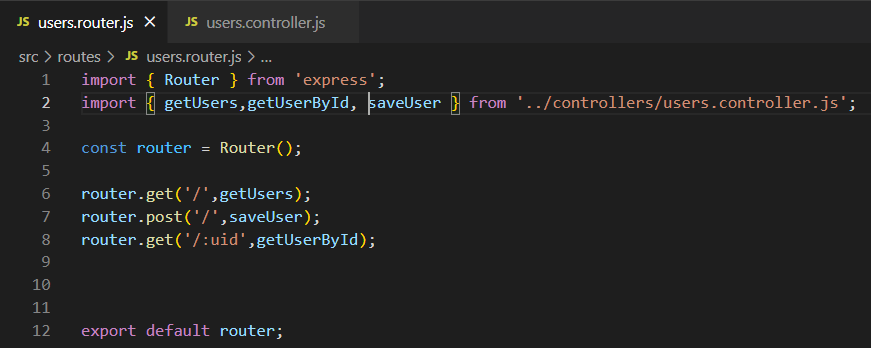 JS users.router.js × JS users.controller.js
src > routes > JS users.router.js > ...
1 import { Router } from 'express';
2 import { getUsers,getUserById, saveUser } from '../controllers/users.controller.js';
3
4 const router = Router();
5
6 router.get('/',getUsers);
7 router.post('/',saveUser);
8 router.get('/:uid',getUserById);
9
10
11
12 export default router;